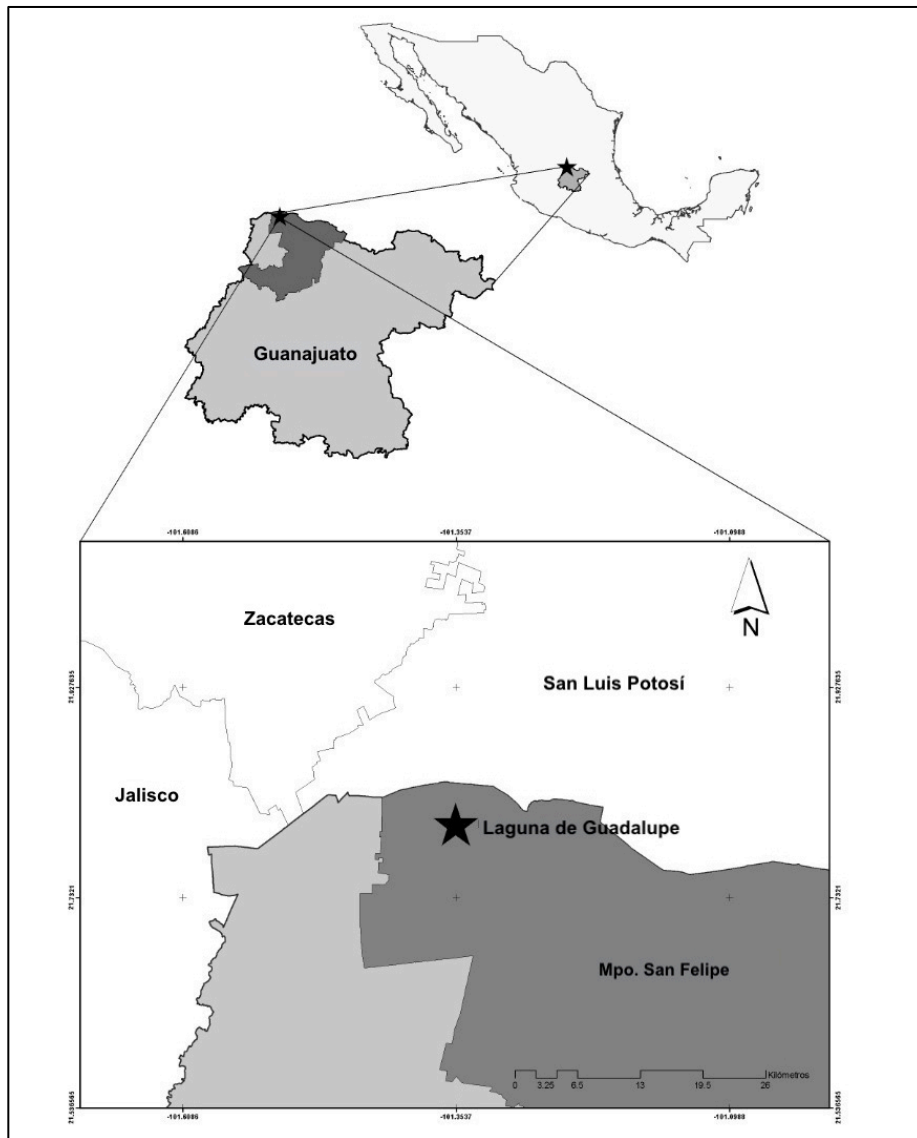 Guanajuato
-101.6086
-101.3537
-101.0988
Zacatecas
N
San Luis Potosí
21.927635
21.927635
Jalisco
Laguna de Guadalupe
21.7321
21.7321
Mpo. San Felipe
Kilómetros
0 3.25 6.5 13 19.5 26
21.536565
21.536565
-101.6086
-101.3537
-101.0988